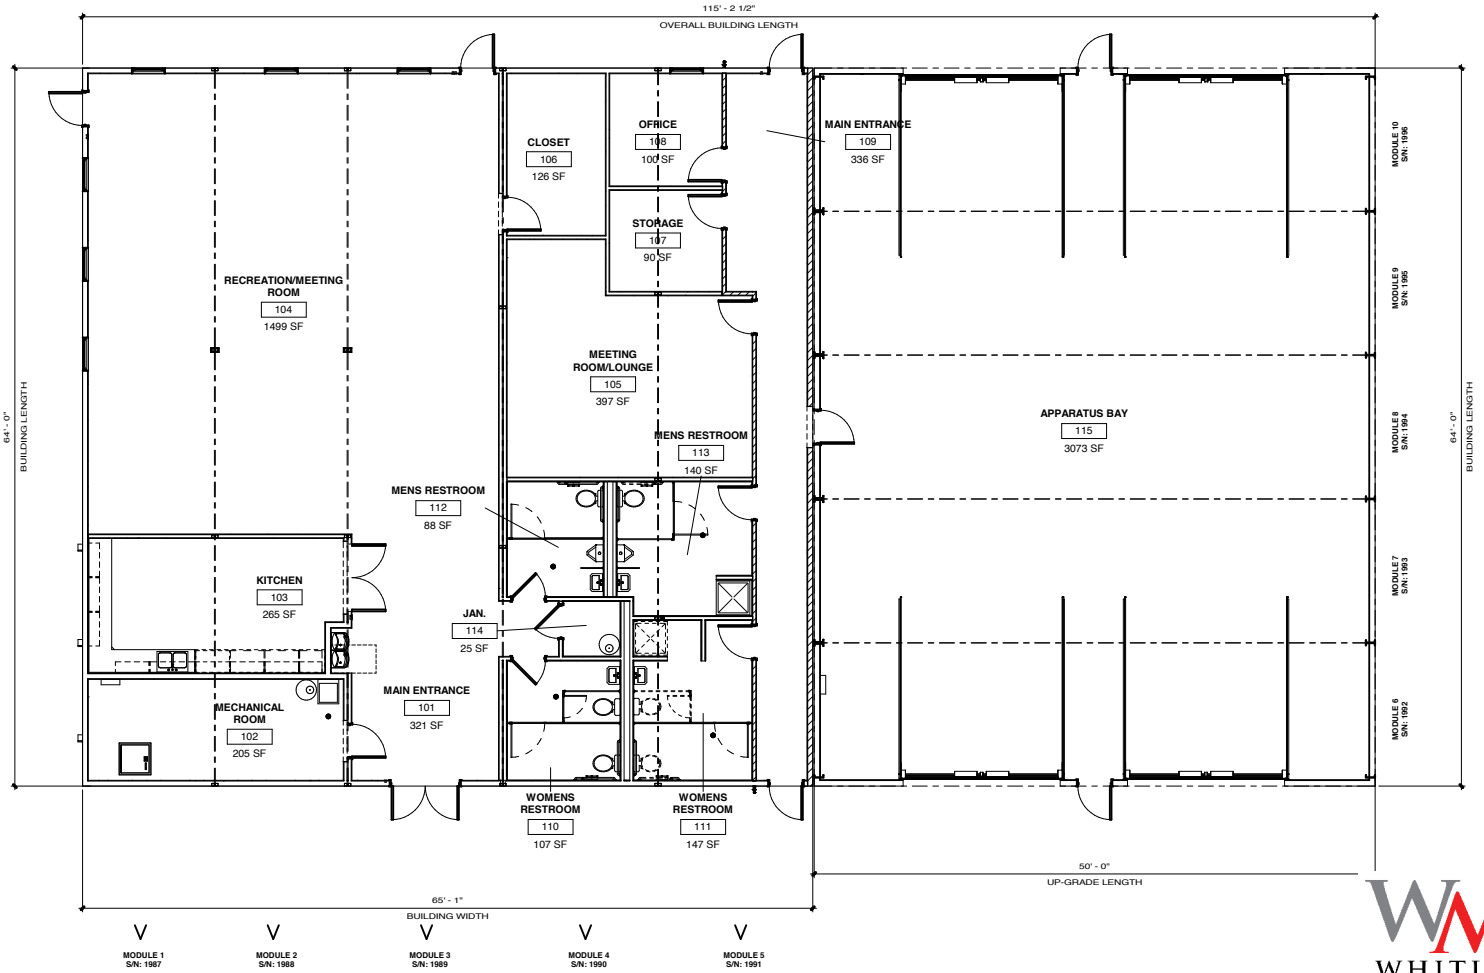 115' - 2 1/2"
OVERALL BUILDING LENGTH
64' - 0"
BUILDING LENGTH
64' - 0"
BUILDING LENGTH
CLOSET
106
126 SF
OFFICE
108
100 SF
MAIN ENTRANCE
109
336 SF
STORAGE
107
90 SF
RECREATION/MEETING
ROOM
104
1499 SF
MEETING
ROOM/LOUNGE
105
397 SF
APPARATUS BAY
115
3073 SF
MENS RESTROOM
113
140 SF
MENS RESTROOM
112
88 SF
KITCHEN
103
265 SF
JAN.
114
25 SF
MAIN ENTRANCE
101
321 SF
MECHANICAL
ROOM
102
205 SF
WOMENS
RESTROOM
110
107 SF
WOMENS
RESTROOM
111
147 SF
MODULE 10
S/N: 1996
MODULE 9
S/N: 1995
MODULE 8
S/N: 1994
MODULE 7
S/N: 1993
MODULE 6
S/N: 1992
50' - 0"
UP-GRADE LENGTH
65' - 1"
BUILDING WIDTH
MODULE 1
S/N: 1987
MODULE 2
S/N: 1988
MODULE 3
S/N: 1989
MODULE 4
S/N: 1990
MODULE 5
S/N: 1991